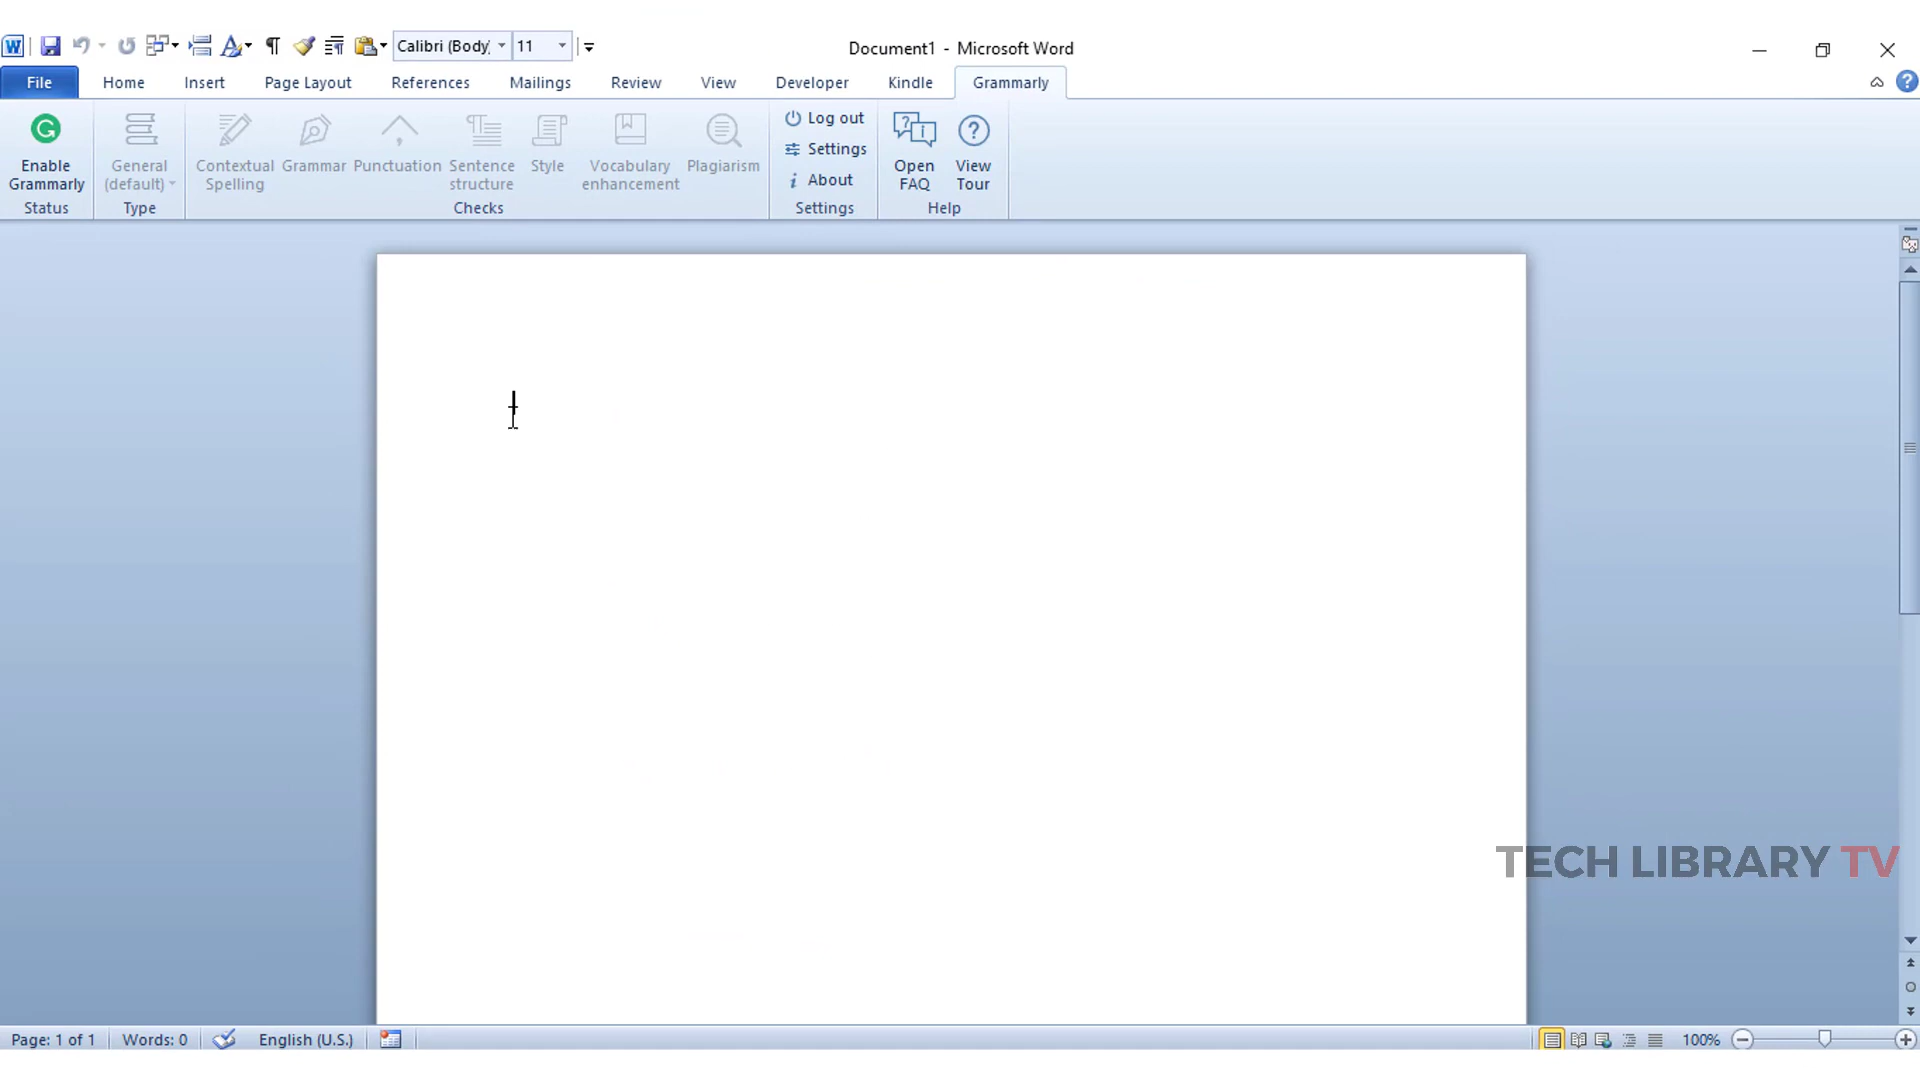 W Calibri (Body) 11 Document1 - Microsoft Word
File Home Insert Page Layout References Mailings Review View Developer Kindle Grammarly
Enable Grammarly
Status
General (default)
Type
Contextual Spelling
Grammar
Punctuation
Sentence structure
Style
Vocabulary enhancement
Plagiarism
Checks
Log out
Settings
About
Settings
Open FAQ
View Tour
Help
TECH LIBRARY TV
Page: 1 of 1 Words: 0 English (U.S.) 100%